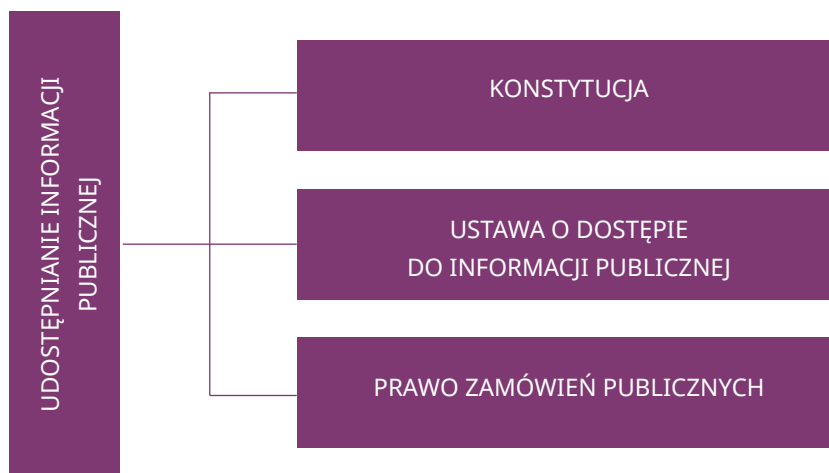 UDOSTĘPNIANIE INFORMACJI
PUBLICZNEJ
KONSTYTUCJA
USTAWA O DOSTĘPIE
DO INFORMACJI PUBLICZNEJ
PRAWO ZAMÓWIEŃ PUBLICZNYCH